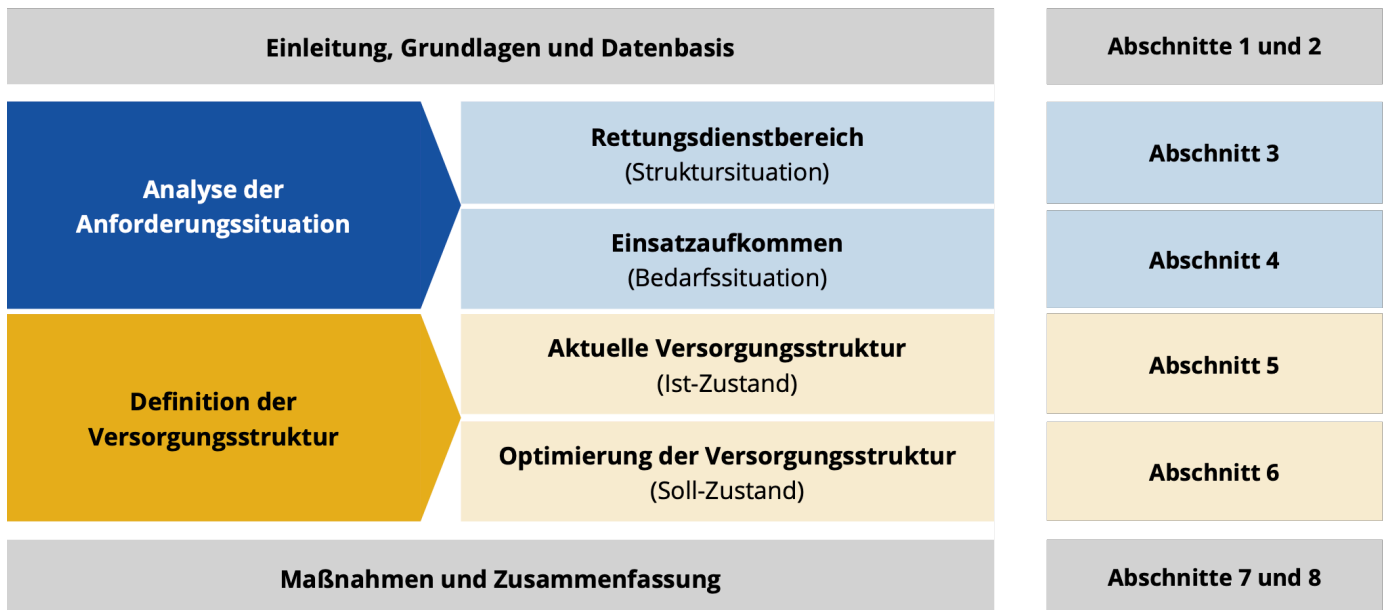 Einleitung, Grundlagen und Datenbasis
Abschnitte 1 und 2
Analyse der
Anforderungssituation
Rettungsdienstbereich
(Struktursituation)
Abschnitt 3
Einsatzaufkommen
(Bedarfssituation)
Abschnitt 4
Definition der
Versorgungsstruktur
Aktuelle Versorgungsstruktur
(Ist-Zustand)
Abschnitt 5
Optimierung der Versorgungsstruktur
(Soll-Zustand)
Abschnitt 6
Maßnahmen und Zusammenfassung
Abschnitte 7 und 8